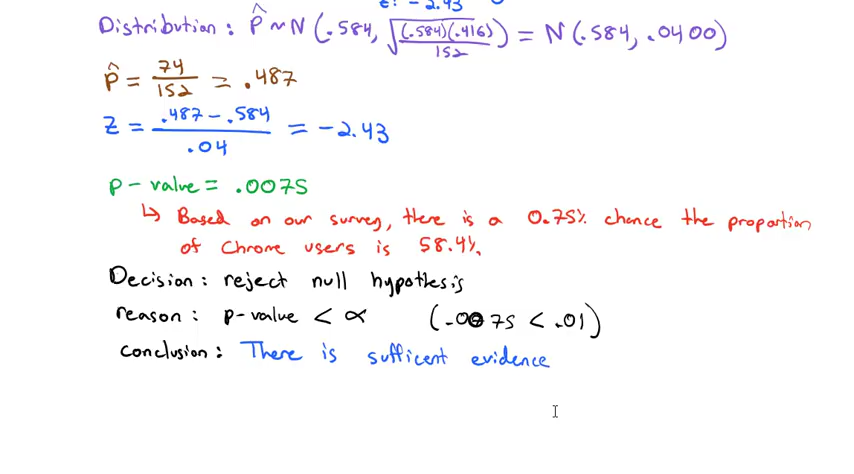 z: -2.43
Distribution: P̂ ~ N (.584, √((.584)(.416)/152)) = N (.584, .0400)
P̂ = 74/152 = .487
Z = (.487 - .584)/.04 = -2.43
p-value = .0075
↳ Based on our survey, there is a 0.75% chance the proportion
of Chrome users is 58.4%.
Decision: reject null hypothesis
reason: p-value < α (.0075 < .01)
conclusion: There is sufficent evidence